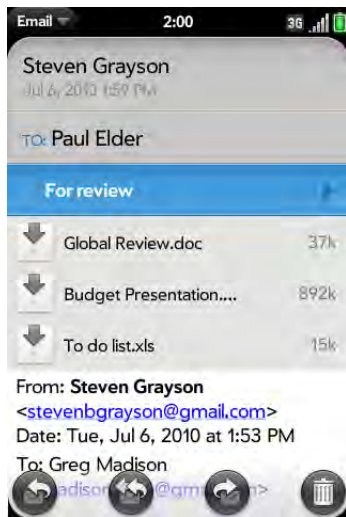 Email
2:00
3G
Steven Grayson
Jul 6, 2010 1:59 PM
TO: Paul Elder
For review
Global Review.doc 37k
Budget Presentation.... 892k
To do list.xls 15k
From: Steven Grayson
<stevenbgrayson@gmail.com>
Date: Tue, Jul 6, 2010 at 1:53 PM
To: Greg Madison